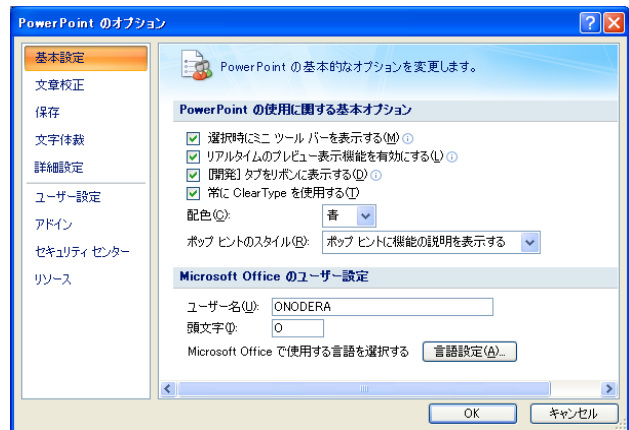 PowerPoint のオプション
基本設定
文章校正
保存
文字体裁
詳細設定
ユーザー設定
アドイン
セキュリティ センター
リソース
PowerPoint の基本的なオプションを変更します。
PowerPoint の使用に関する基本オプション
選択時にミニ ツール バーを表示する(M)
リアルタイムのプレビュー表示機能を有効にする(L)
[開発] タブをリボンに表示する(D)
常に ClearType を使用する(T)
配色(C): 青
ポップ ヒントのスタイル(R): ポップ ヒントに機能の説明を表示する
Microsoft Office のユーザー設定
ユーザー名(U): ONODERA
頭文字(I): O
Microsoft Office で使用する言語を選択する 言語設定(A)...
OK キャンセル